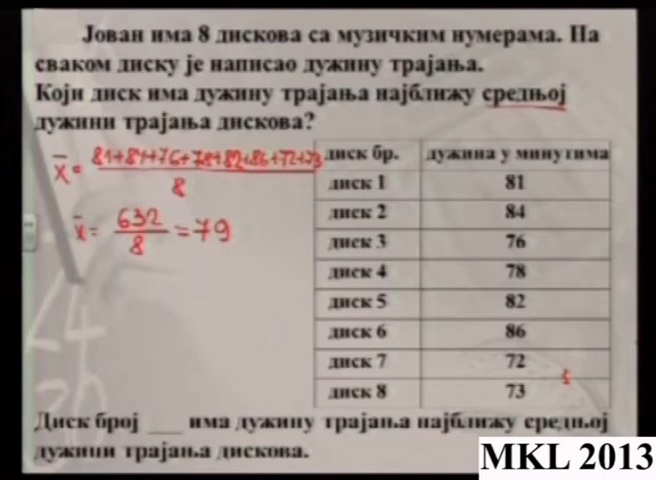 Јован има 8 дискова са музичким нумерама. На
сваком диску је написао дужину трајања.
Који диск има дужину трајања најближу средњој
дужини трајања дискова?
x̄ = 81+84+76+78+82+86+72+73
8
x̄ = 632 = 79
8
диск бр. дужина у минутима
диск 1 81
диск 2 84
диск 3 76
диск 4 78
диск 5 82
диск 6 86
диск 7 72
диск 8 73
Диск број ___ има дужину трајања најближу средњој
дужини трајања дискова.
MKL 2013